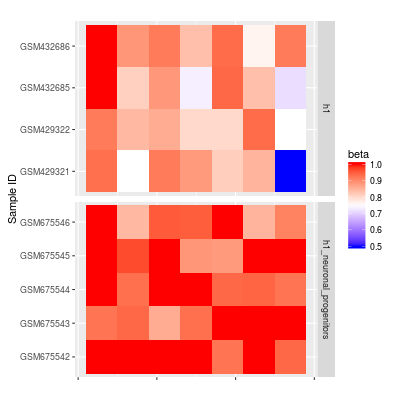 GSM432686
GSM432685
GSM429322
GSM429321
h1
GSM675546
GSM675545
GSM675544
GSM675543
GSM675542
h1_neuronal_progenitors
Sample ID
beta
1.0
0.9
0.8
0.7
0.6
0.5